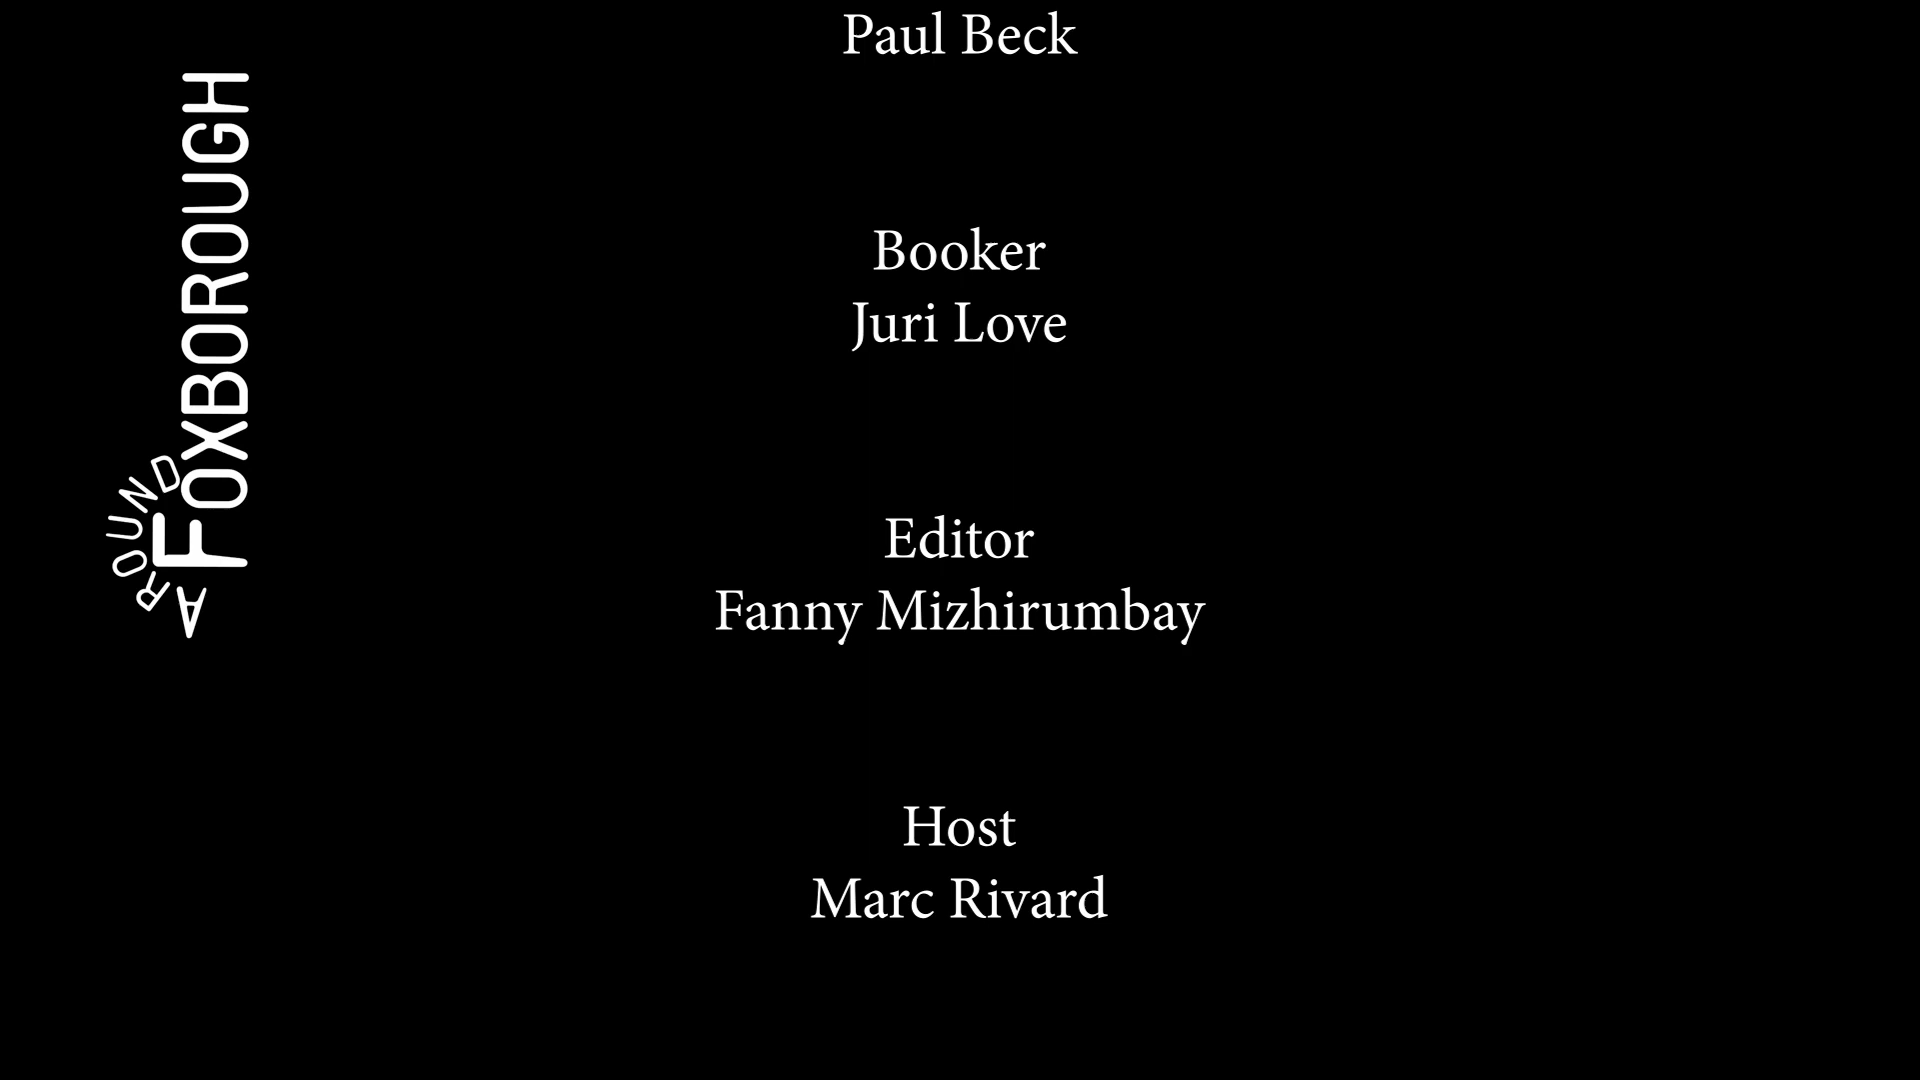 AROUND
FOXBOROUGH
Paul Beck
Booker
Juri Love
Editor
Fanny Mizhirumbay
Host
Marc Rivard